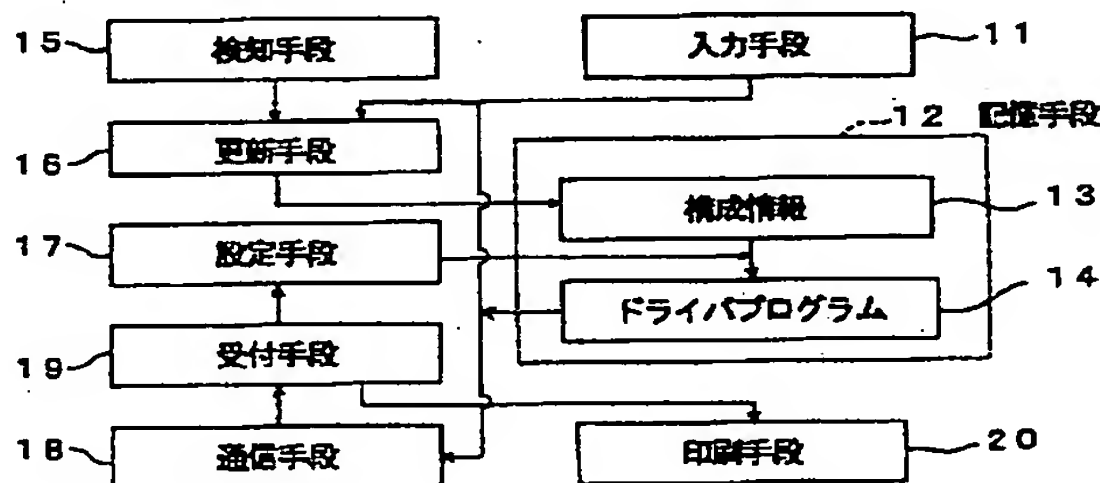 15 検知手段 入力手段 11
12 記憶手段
16 更新手段
構成情報 13
17 設定手段
ドライバプログラム 14
19 受付手段
18 通信手段 印刷手段 20